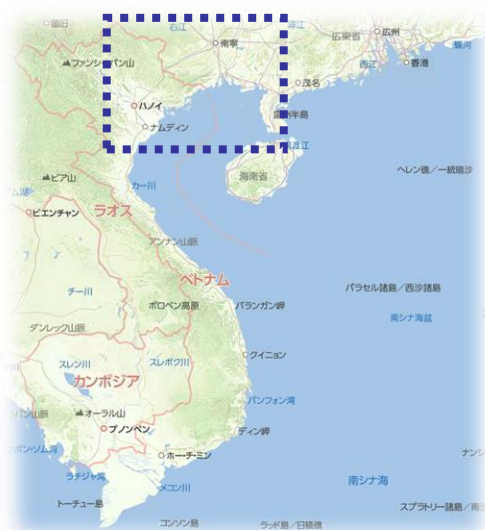 右江
南寧
広東省
広州
西江
香港
ファンシーパン山
茂名
ハノイ
ナムディン
海南省
ヘレン礁／一統暗沙
ピア山
カー川
ビエンチャン
ラオス
アンナン山脈
ベトナム
チー川
ボロベン高原
バランガン岬
パラセル諸島／西沙諸島
南シナ海盆
ダンレック山脈
クイニョン
スレン川
スレポク川
カンボジア
バンフォン湾
オーラル山
プノンペン
ディン岬
ホー・チ・ミン
ラチジャ湾
メコン川
南シナ海
トーチュー島
コンソン島
ラッド島／日積礁
スプラトリー諸島／南沙